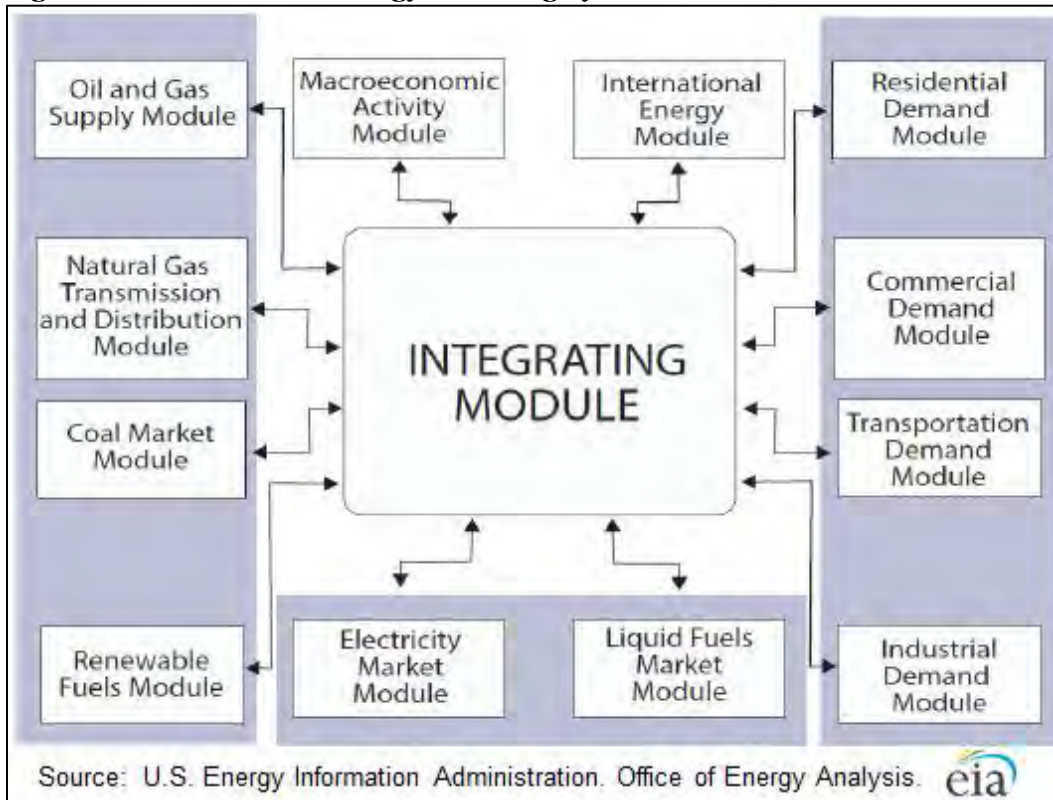 Oil and Gas
Supply Module
Macroeconomic
Activity
Module
International
Energy
Module
Residential
Demand
Module
Natural Gas
Transmission
and Distribution
Module
Commercial
Demand
Module
INTEGRATING
MODULE
Coal Market
Module
Transportation
Demand
Module
Renewable
Fuels Module
Electricity
Market
Module
Liquid Fuels
Market
Module
Industrial
Demand
Module
Source: U.S. Energy Information Administration. Office of Energy Analysis.
eia